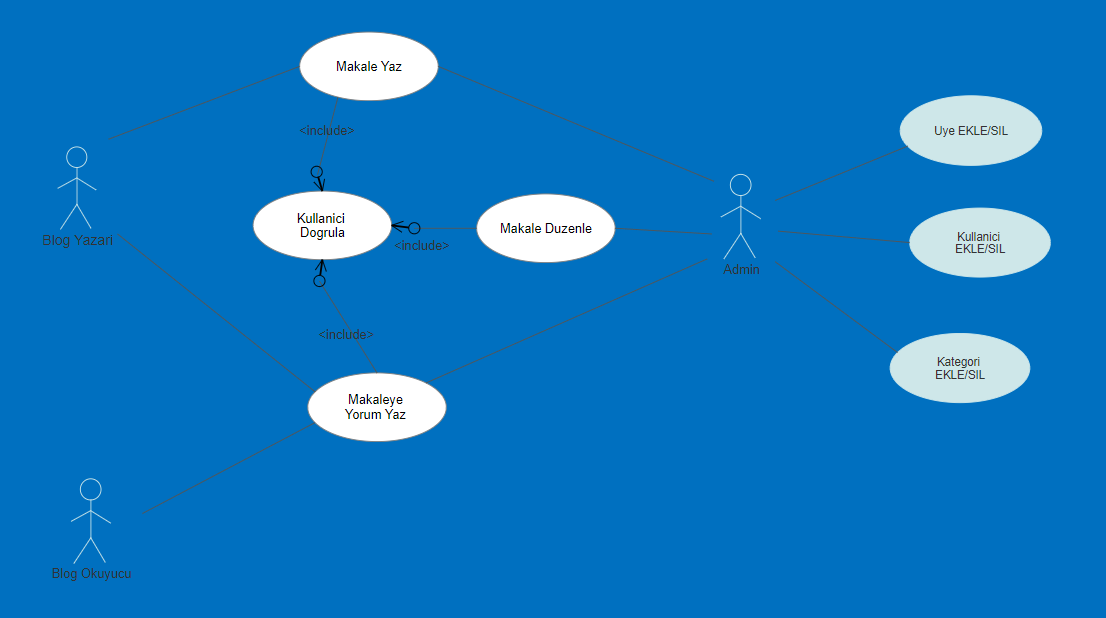 Makale Yaz
<include>
Uye EKLE/SIL
Kullanici
Dogrula
Makale Duzenle
<include>
Blog Yazari
Kullanici
EKLE/SIL
Admin
<include>
Kategori
EKLE/SIL
Makaleye
Yorum Yaz
Blog Okuyucu